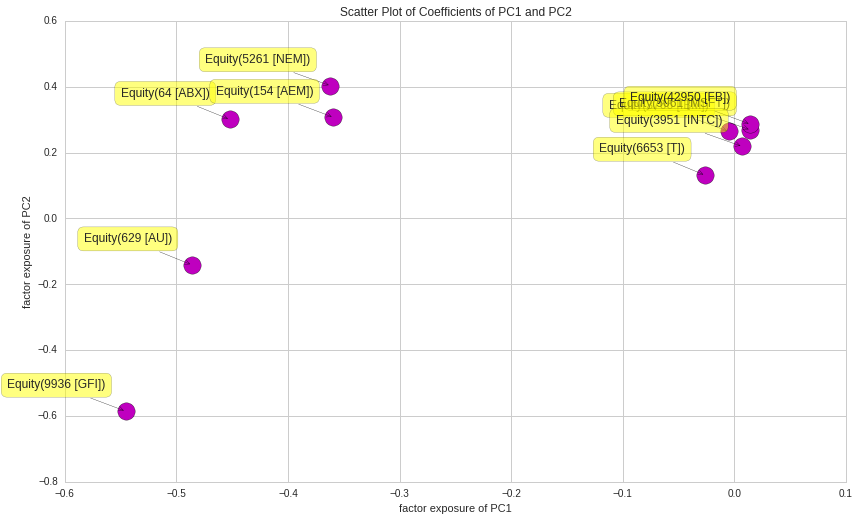 Scatter Plot of Coefficients of PC1 and PC2
0.6
0.4
0.2
0.0
−0.2
−0.4
−0.6
−0.8
factor exposure of PC2
Equity(5261 [NEM])
Equity(64 [ABX])
Equity(154 [AEM])
Equity(42950 [FB])
Equity(3951 [INTC])
Equity(6653 [T])
Equity(629 [AU])
Equity(9936 [GFI])
−0.6
−0.5
−0.4
−0.3
−0.2
−0.1
0.0
0.1
factor exposure of PC1